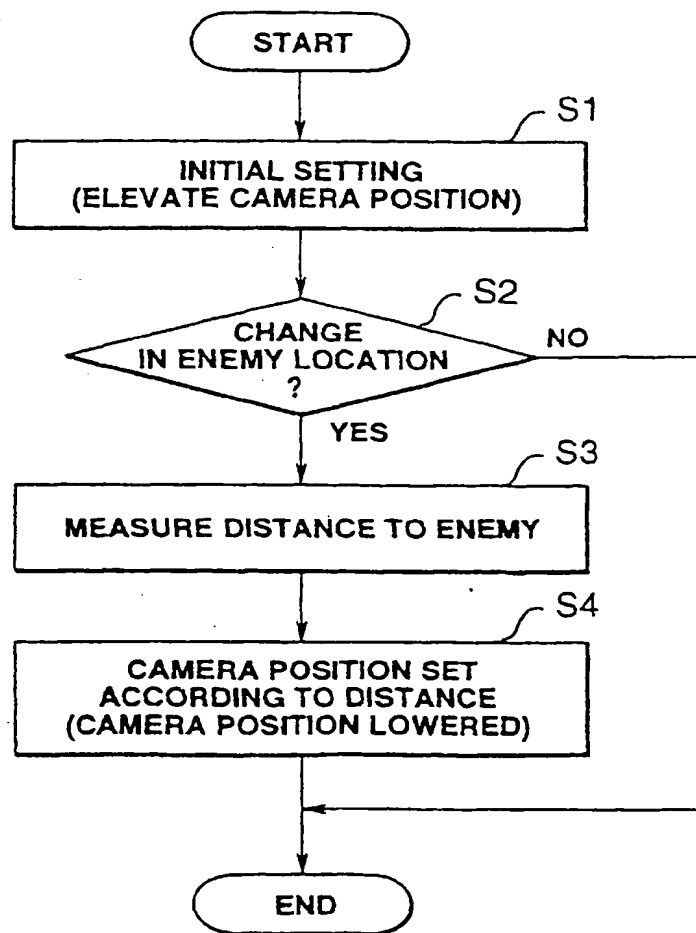 START
S1
INITIAL SETTING
(ELEVATE CAMERA POSITION)
S2
CHANGE
IN ENEMY LOCATION
?
NO
YES
S3
MEASURE DISTANCE TO ENEMY
S4
CAMERA POSITION SET
ACCORDING TO DISTANCE
(CAMERA POSITION LOWERED)
END